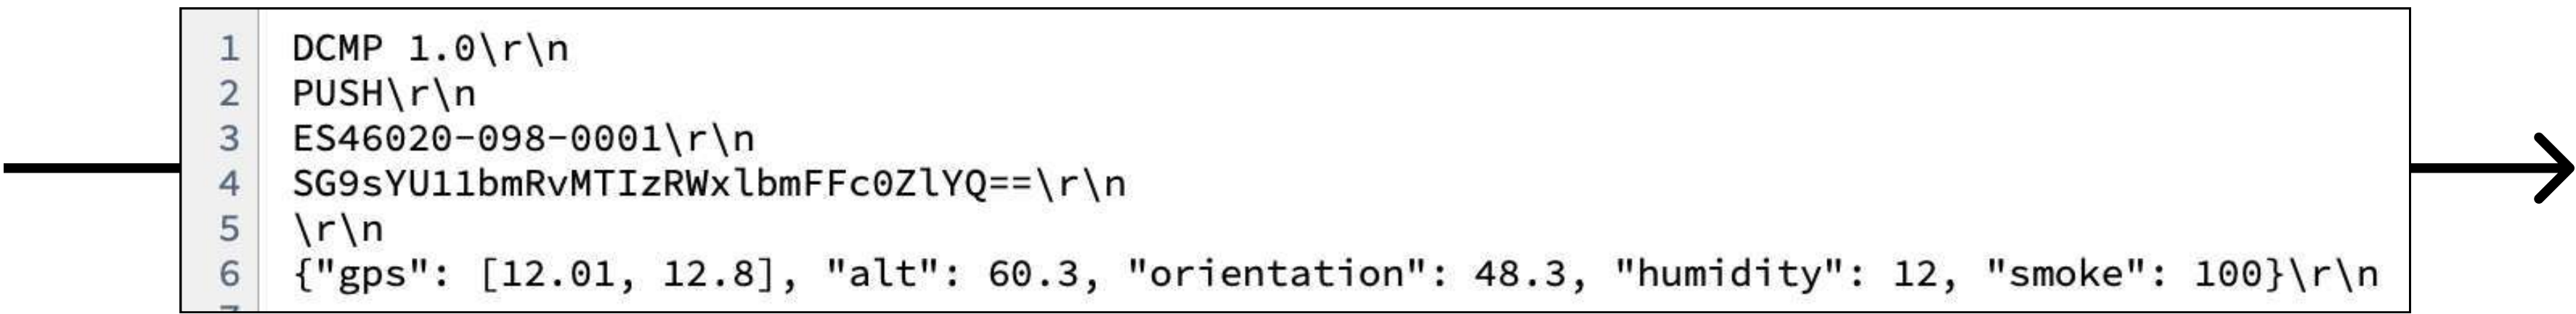 1 DCMP 1.0\r\n
2 PUSH\r\n
3 ES46020-098-0001\r\n
4 SG9sYU11bmRvMTIzRWxlbmFFc0ZlYQ==\r\n
5 \r\n
6 {"gps": [12.01, 12.8], "alt": 60.3, "orientation": 48.3, "humidity": 12, "smoke": 100}\r\n